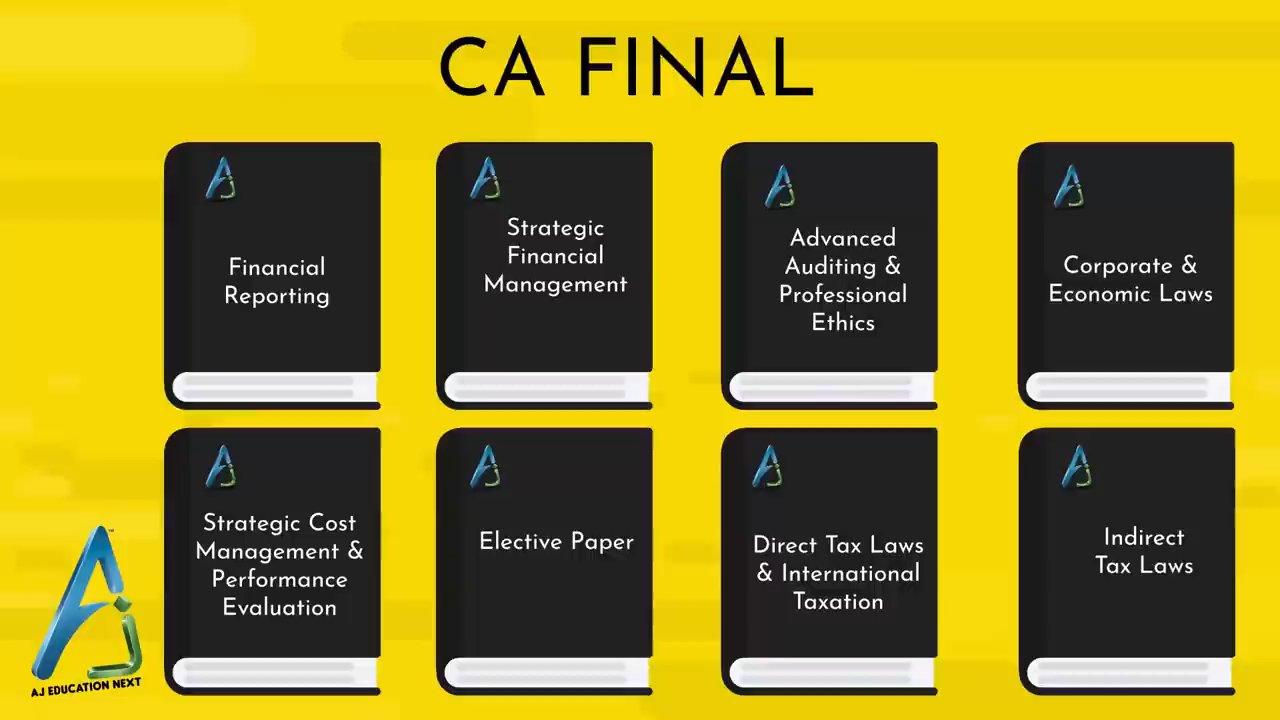 CA FINAL
Financial
Reporting
Strategic
Financial
Management
Advanced
Auditing &
Professional
Ethics
Corporate &
Economic Laws
Strategic Cost
Management &
Performance
Evaluation
Elective Paper
Direct Tax Laws
& International
Taxation
Indirect
Tax Laws
AJ EDUCATION NEXT